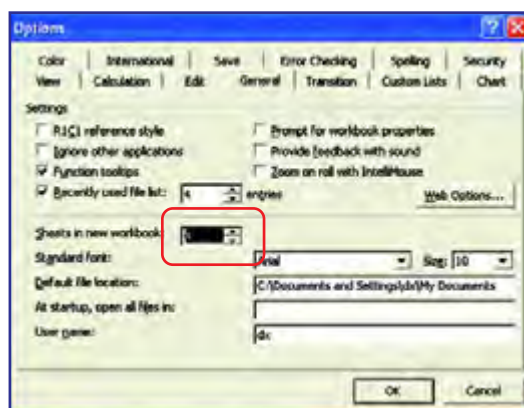 Options
Color International Save Error Checking Spelling Security
View Calculation Edit General Transition Custom Lists Chart
Settings
R1C1 reference style Prompt for workbook properties
Ignore other applications Provide feedback with sound
Function tooltips Zoom on roll with IntelliMouse
Recently used file list: 4 entries Web Options...
Sheets in new workbook:
Standard font: Arial Size: 10
Default file location: C:\Documents and Settings\dx\My Documents
At startup, open all files in:
User name: dx
OK Cancel